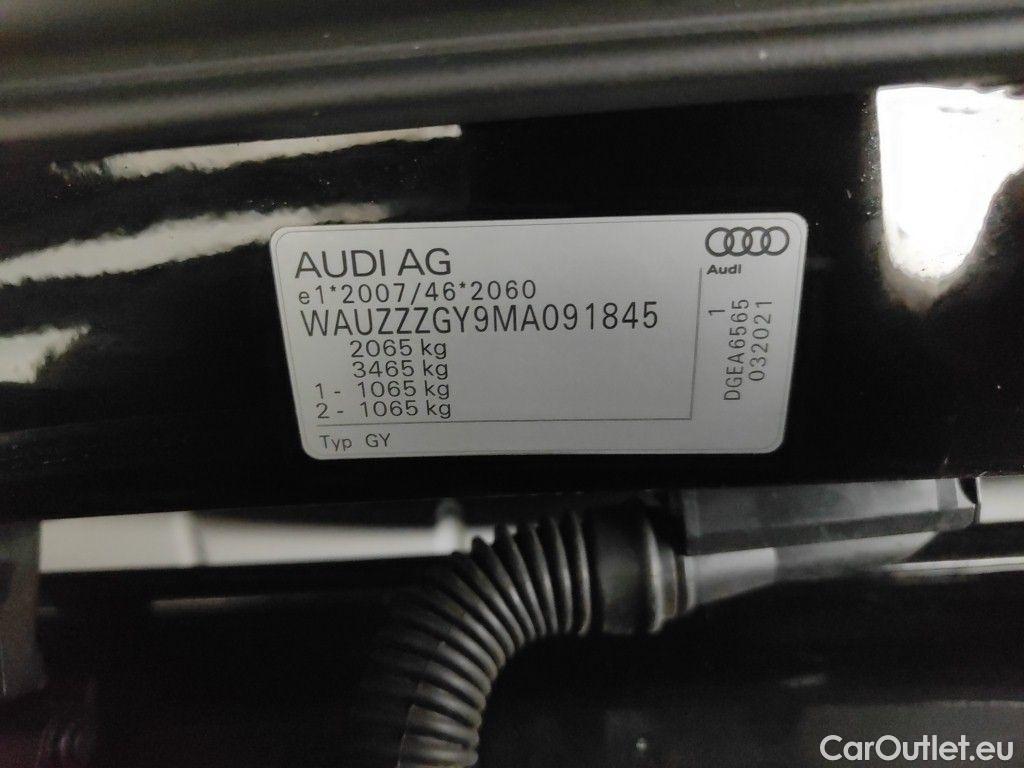 AUDI AG
e1*2007/46*2060
WAUZZZGY9MA091845
2065 kg
3465 kg
1 - 1065 kg
2 - 1065 kg
Typ GY
Audi
1
DGEA6565
032021
CarOutlet.eu